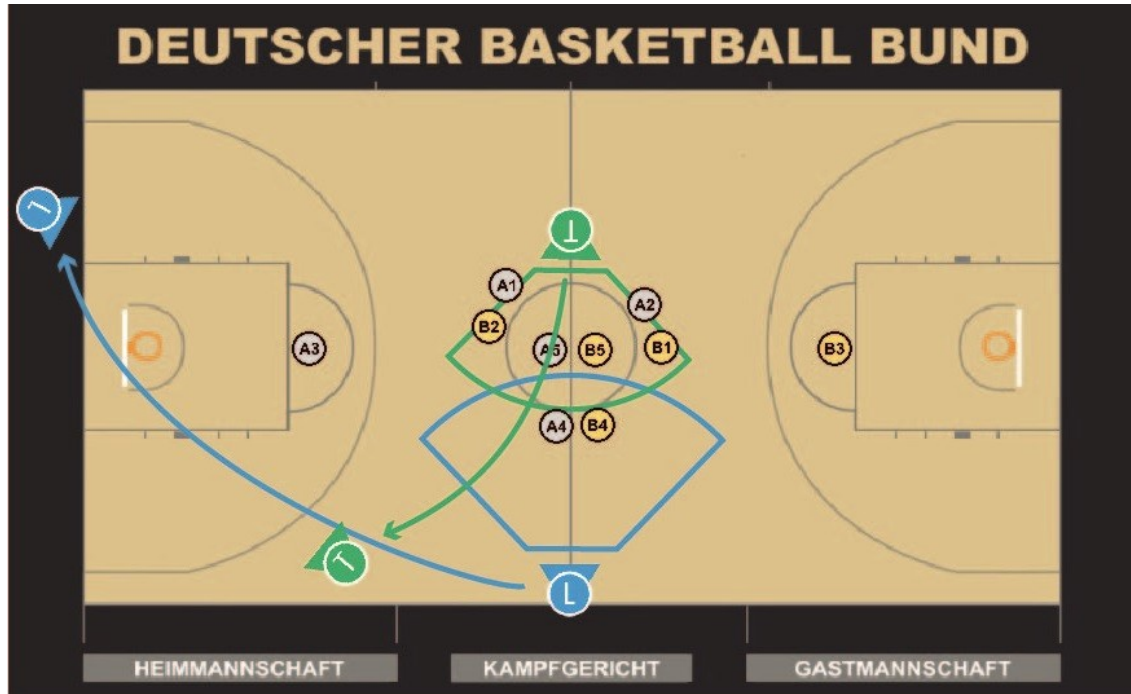 DEUTSCHER BASKETBALL BUND
L
T
A1
A2
B2
A3
A5
B5
B1
B3
A4
B4
T
L
HEIMMANNSCHAFT
KAMPFGERICHT
GASTMANNSCHAFT